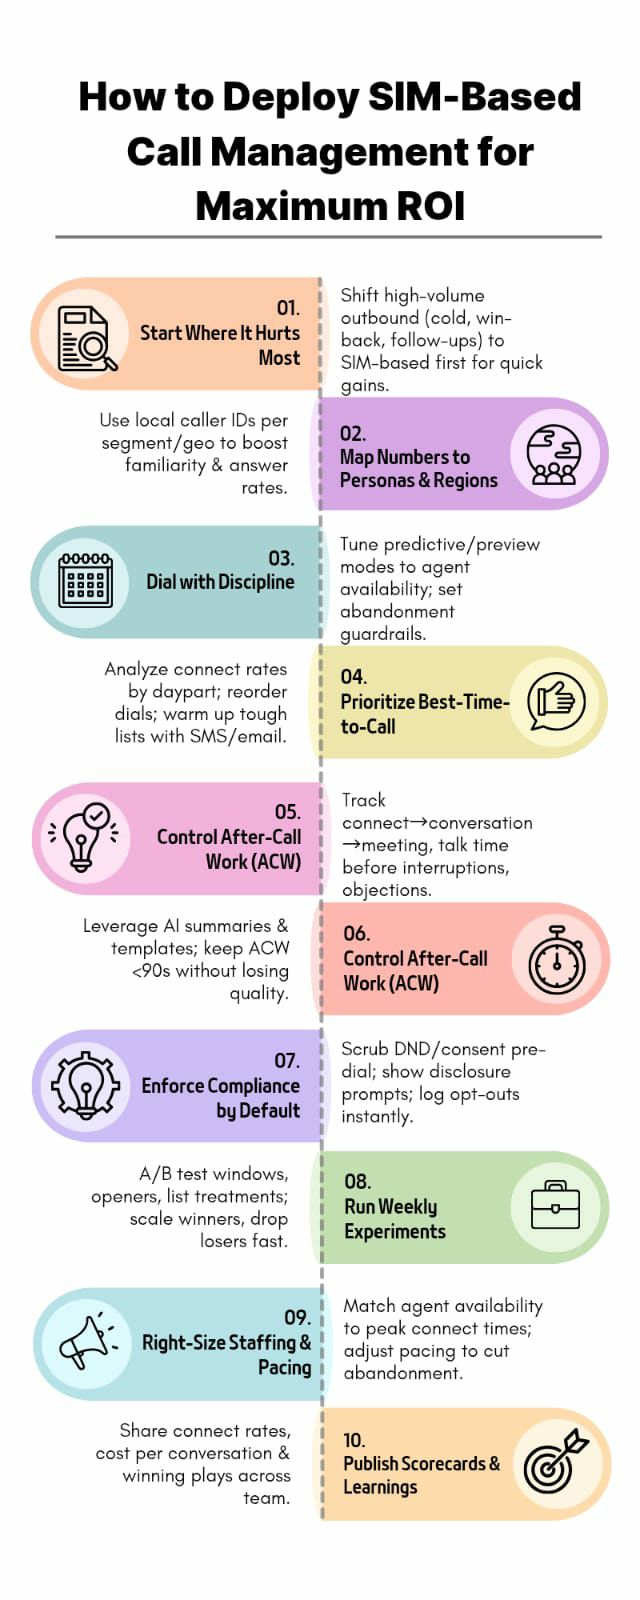 How to Deploy SIM-Based
Call Management for
Maximum ROI
01.
Start Where It Hurts
Most
Shift high-volume
outbound (cold, win-
back, follow-ups) to
SIM-based first for quick
gains.
02.
Map Numbers to
Personas & Regions
Use local caller IDs per
segment/geo to boost
familiarity & answer
rates.
03.
Dial with Discipline
Tune predictive/preview
modes to agent
availability; set
abandonment
guardrails.
04.
Prioritize Best-Time-
to-Call
Analyze connect rates
by daypart; reorder
dials; warm up tough
lists with SMS/email.
05.
Control After-Call
Work (ACW)
Track
connect→conversation
→meeting, talk time
before interruptions,
objections.
06.
Control After-Call
Work (ACW)
Leverage AI summaries &
templates; keep ACW
<90s without losing
quality.
07.
Enforce Compliance
by Default
Scrub DND/consent pre-
dial; show disclosure
prompts; log opt-outs
instantly.
08.
Run Weekly
Experiments
A/B test windows,
openers, list treatments;
scale winners, drop
losers fast.
09.
Right-Size Staffing &
Pacing
Match agent availability
to peak connect times;
adjust pacing to cut
abandonment.
10.
Publish Scorecards &
Learnings
Share connect rates,
cost per conversation &
winning plays across
team.